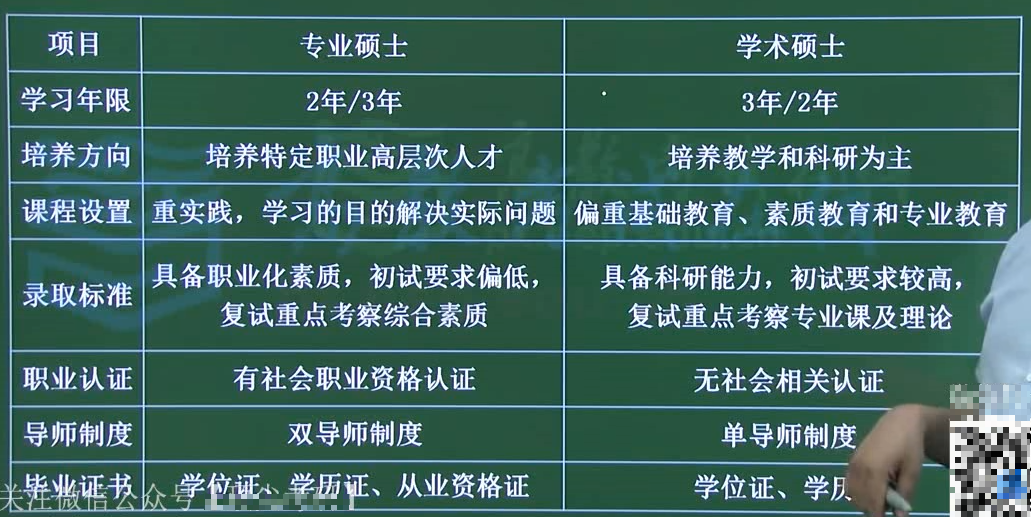 项目 专业硕士 学术硕士
学习年限 2年/3年 3年/2年
培养方向 培养特定职业高层次人才 培养教学和科研为主
课程设置 重实践，学习的目的解决实际问题 偏重基础教育、素质教育和专业教育
录取标准 具备职业化素质，初试要求偏低， 具备科研能力，初试要求较高，
复试重点考察综合素质 复试重点考察专业课及理论
职业认证 有社会职业资格认证 无社会相关认证
导师制度 双导师制度 单导师制度
毕业证书 学位证、学历证、从业资格证 学位证、学历
关注微信公众号